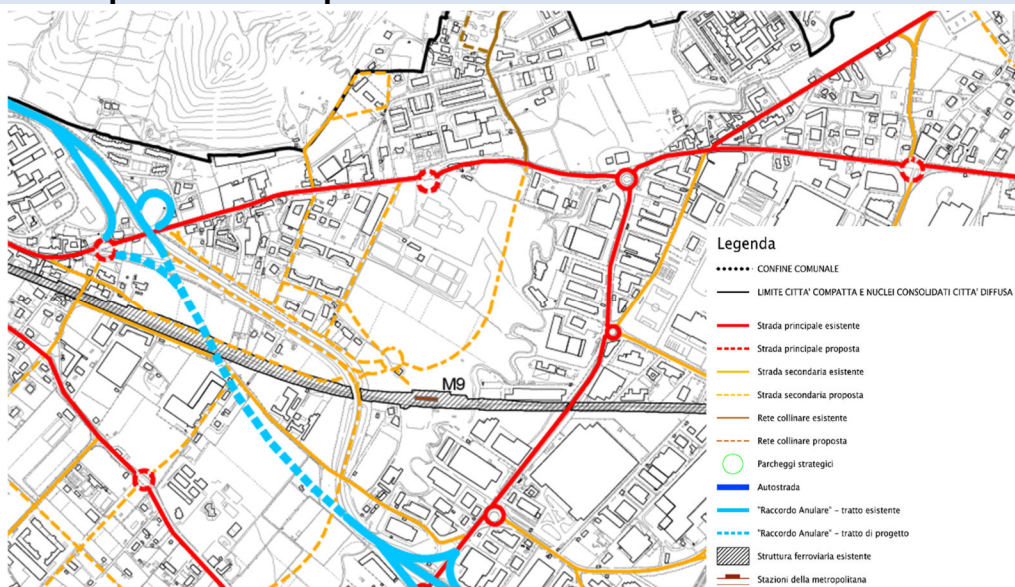 M9
Legenda
CONFINE COMUNALE
LIMITE CITTA' COMPATTA E NUCLEI CONSOLIDATI CITTA' DIFFUSA
Strada principale esistente
Strada principale proposta
Strada secondaria esistente
Strada secondaria proposta
Rete collinare esistente
Rete collinare proposta
Parcheggi strategici
Autostrada
"Raccordo Anulare" - tratto esistente
"Raccordo Anulare" - tratto di progetto
Struttura ferroviaria esistente
Stazioni della metropolitana